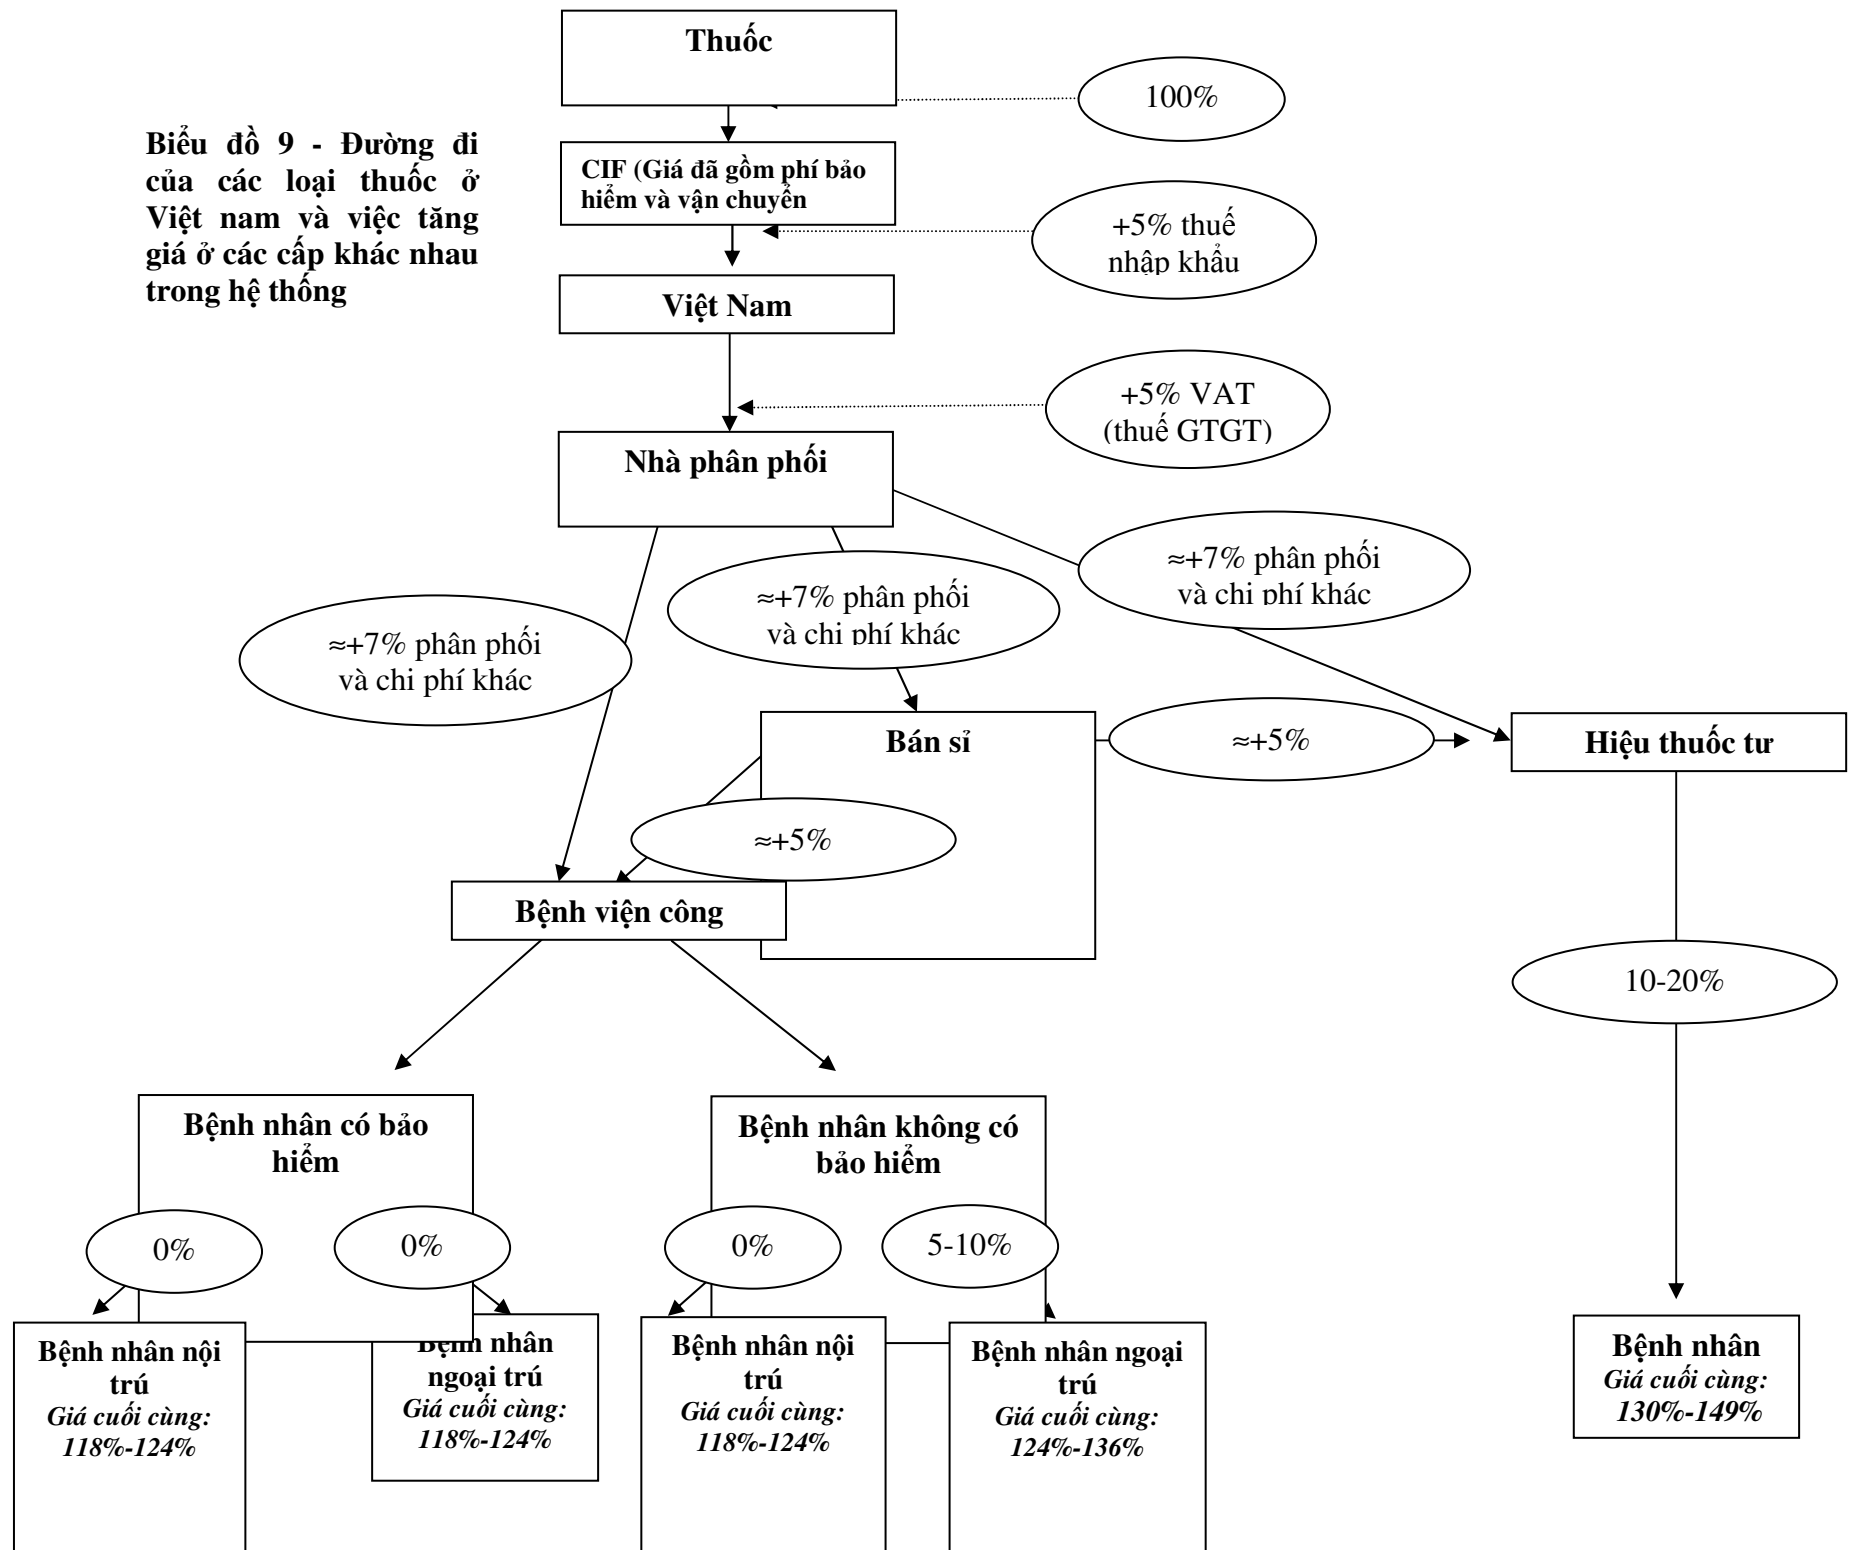 Thuốc
100%
Biểu đồ 9 - Đường đi
của các loại thuốc ở
Việt nam và việc tăng
giá ở các cấp khác nhau
trong hệ thống
CIF (Giá đã gồm phí bảo
hiểm và vận chuyển
+5% thuế
nhập khẩu
Việt Nam
+5% VAT
(thuế GTGT)
Nhà phân phối
≈+7% phân phối
và chi phí khác
≈+7% phân phối
và chi phí khác
≈+7% phân phối
và chi phí khác
Bán sỉ
≈+5%
Hiệu thuốc tư
≈+5%
Bệnh viện công
10-20%
Bệnh nhân có bảo
hiểm
Bệnh nhân không có
bảo hiểm
0%
0%
0%
5-10%
Bệnh nhân nội
trú
Giá cuối cùng:
118%-124%
Bệnh nhân
ngoại trú
Giá cuối cùng:
118%-124%
Bệnh nhân nội
trú
Giá cuối cùng:
118%-124%
Bệnh nhân ngoại
trú
Giá cuối cùng:
124%-136%
Bệnh nhân
Giá cuối cùng:
130%-149%